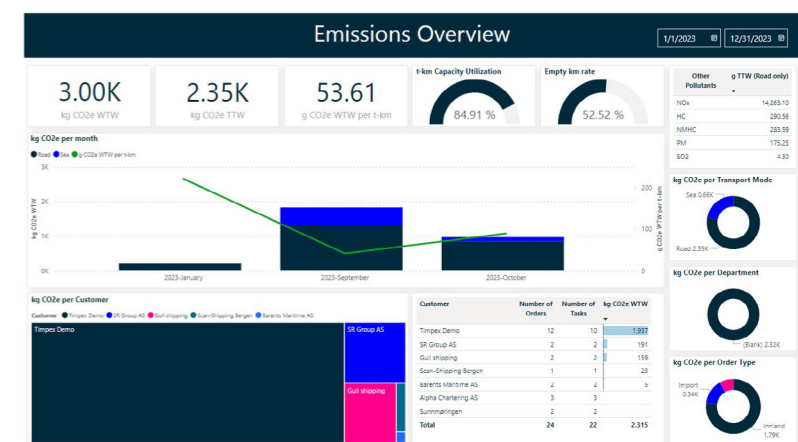 Emissions Overview
1/1/2023
12/31/2023
3.00K
kg CO2e WTW
2.35K
kg CO2e TTW
53.61
g CO2e WTW per t-km
t-km Capacity Utilization
84.91 %
Empty km rate
52.52 %
Other Pollutants
g TTW (Road only)
NOx 14,263.10
HC 290.56
NMHC 283.59
PM 175.25
SO2 4.30
kg CO2e per month
Road Sea g CO2e WTW per t-km
3K
2K
1K
0K
kg CO2e WTW
200
100
0
g CO2e WTW per t-km
2023-January
2023-September
2023-October
kg CO2e per Transport Mode
Sea 0.66K
Road 2.35K
kg CO2e per Department
(Blank) 2.32K
kg CO2e per Order Type
Import
0.34K
Innland
1.79K
kg CO2e per Customer
Customer Timpex Demo SR Group AS Gull shipping Scan-Shipping Bergen Barents Maritime AS
Timpex Demo
SR Group AS
Gull shipping
Customer Number of Orders Number of Tasks kg CO2e WTW
Timpex Demo 12 10 1,937
SR Group AS 2 2 191
Gull shipping 2 2 159
Scan-Shipping Bergen 1 1 23
Barents Maritime AS 2 2 5
Alpha Chartering AS 3 3
Sunnmøringen 2 2
Total 24 22 2.315